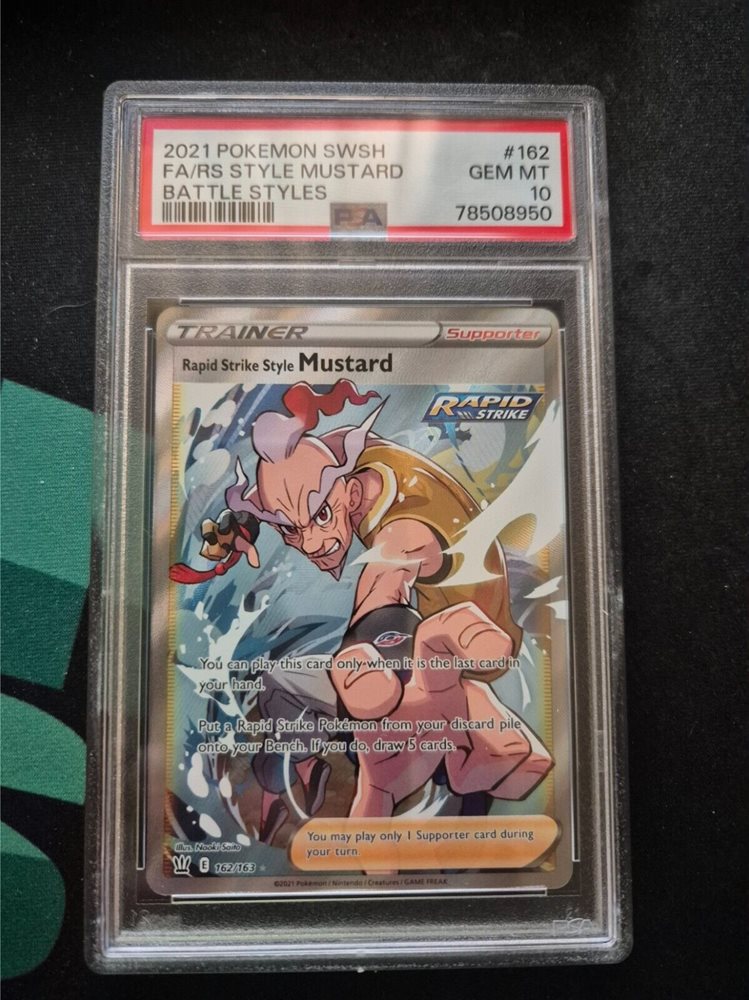 2021 POKEMON SWSH #162
FA/RS STYLE MUSTARD GEM MT
BATTLE STYLES 10
PSA 78508950
TRAINER Supporter
Rapid Strike Style Mustard
RAPID
STRIKE
You can play this card only when it is the last card in
your hand.
Put a Rapid Strike Pokémon from your discard pile
onto your Bench. If you do, draw 5 cards.
You may play only 1 Supporter card during
your turn.
Illus. Naoki Saito
E 162/163
©2021 Pokémon / Nintendo / Creatures / GAME FREAK